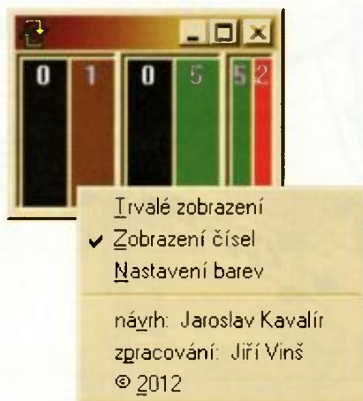 0 1 0 5 5 2
Trvalé zobrazení
Zobrazení čísel
Nastavení barev
návrh: Jaroslav Kavalír
zpracování: Jiří Vinš
© 2012